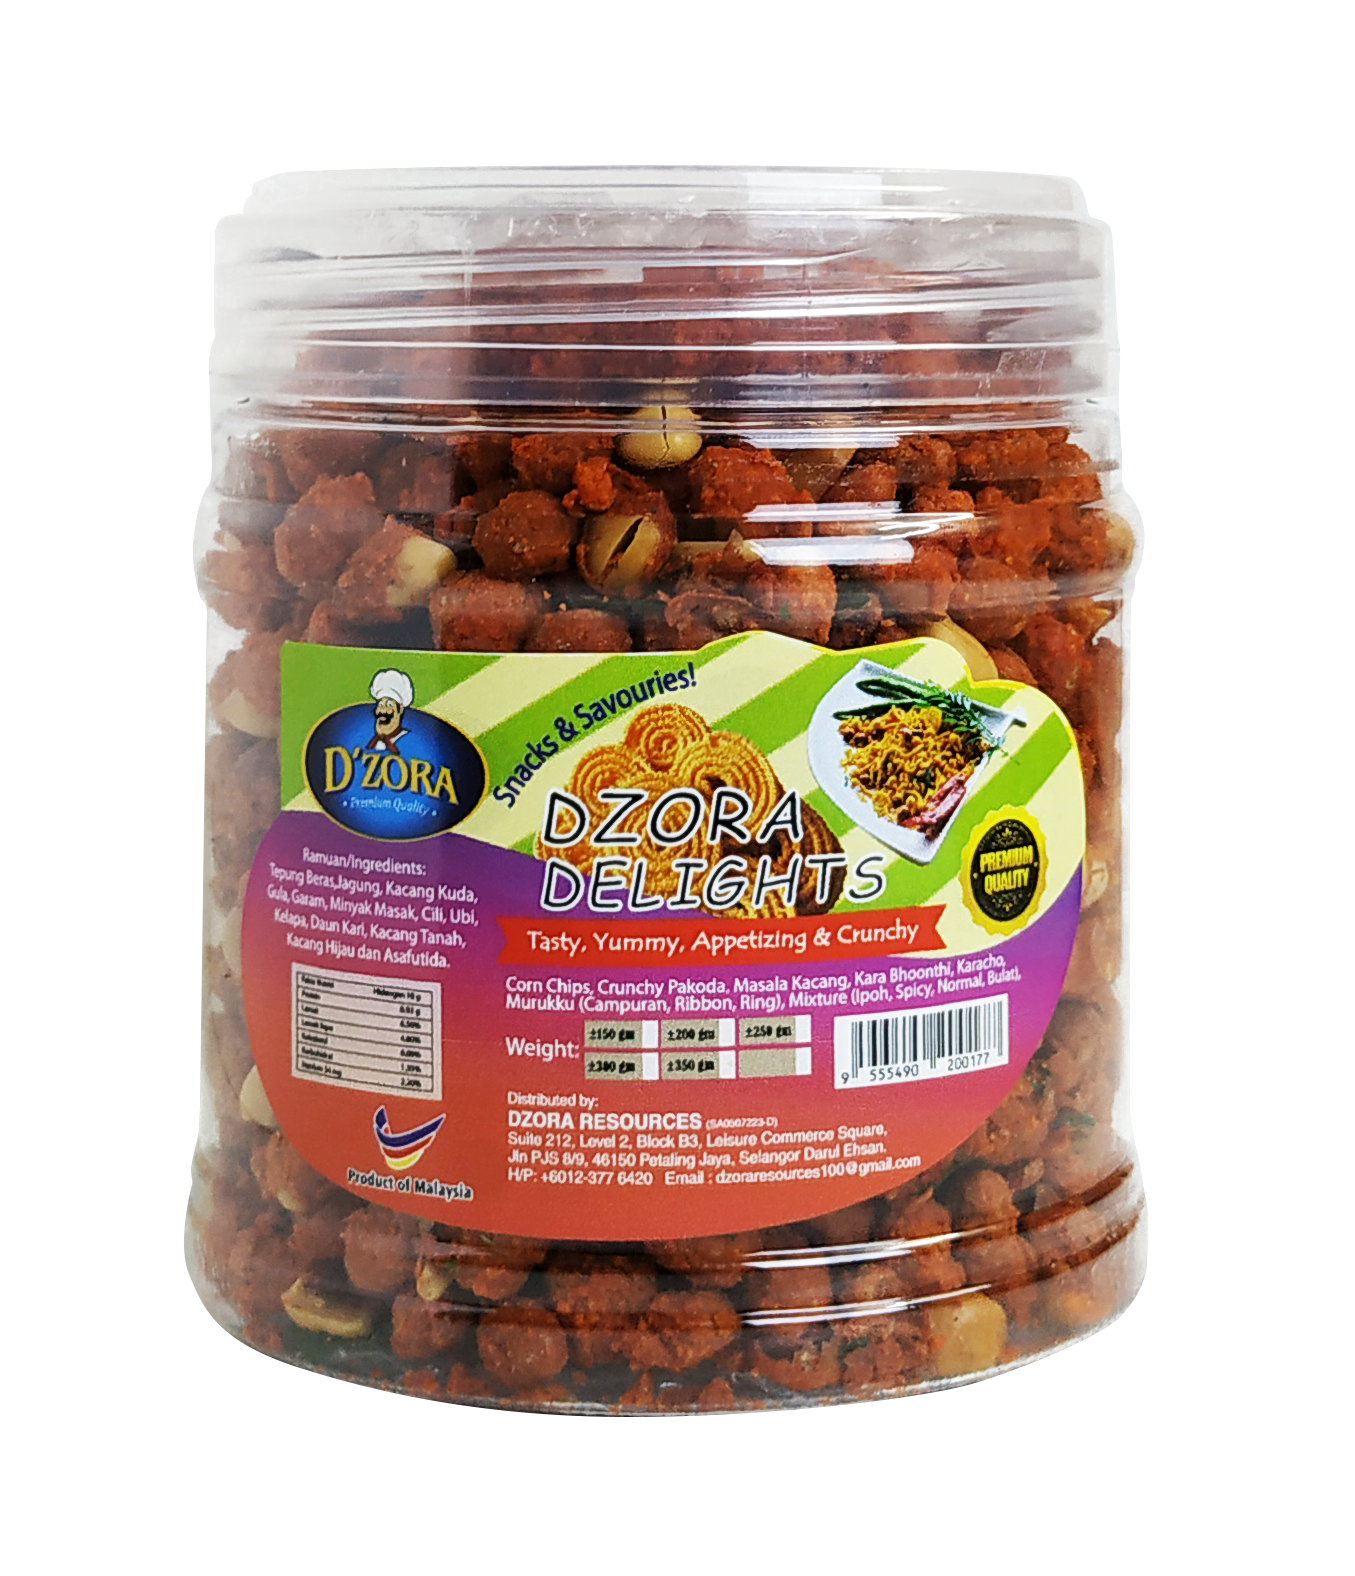 Snacks & Savouries!
D'ZORA
Premium Quality
DZORA
DELIGHTS
PREMIUM
QUALITY
Tasty, Yummy, Appetizing & Crunchy
Ramuan/Ingredients:
Tepung Beras,Jagung, Kacang Kuda,
Gula, Garam, Minyak Masak, Cili, Ubi,
Kelapa, Daun Kari, Kacang Tanah,
Kacang Hijau dan Asafutida.
Corn Chips, Crunchy Pakoda, Masala Kacang, Kara Bhoonthi, Karacho,
Murukku (Campuran, Ribbon, Ring), Mixture (Ipoh, Spicy, Normal, Bulat),
Weight:
±150 gm ±200 gm ±250 gm
±300 gm ±350 gm
9 555490 200177
Distributed by:
DZORA RESOURCES (SA0507223-D)
Suite 212, Level 2, Block B3, Leisure Commerce Square,
Jln PJS 8/9, 46150 Petaling Jaya, Selangor Darul Ehsan.
H/P: +6012-377 6420 Email : dzoraresources100@gmail.com
Product of Malaysia